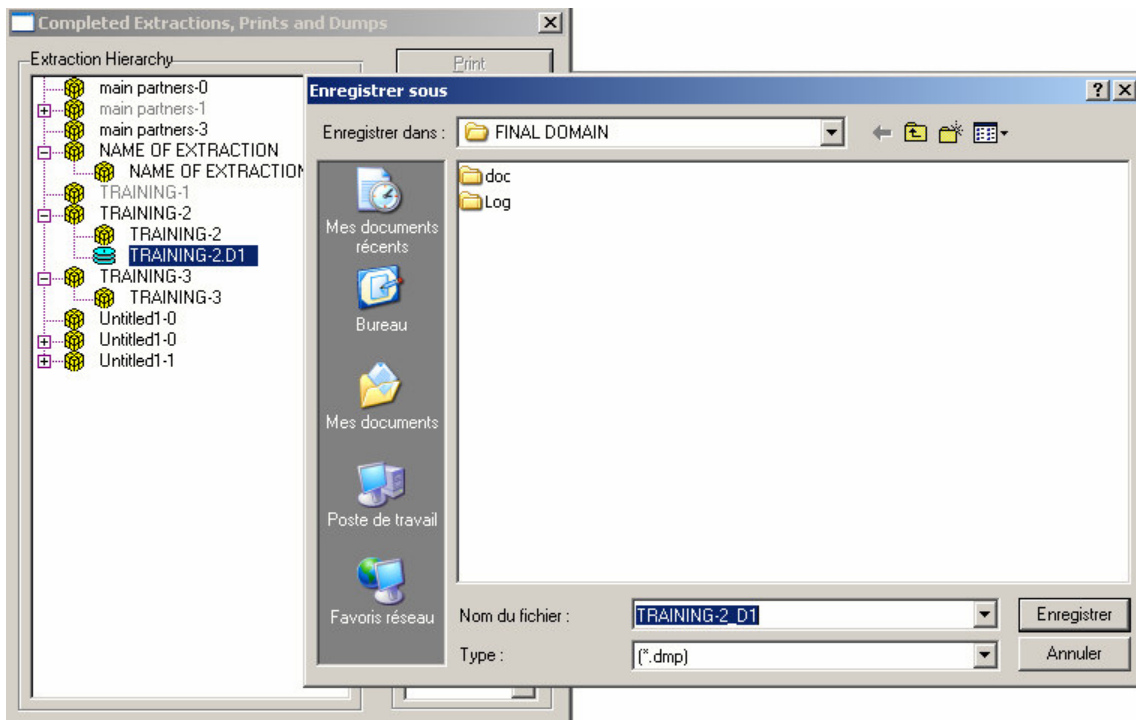 Completed Extractions, Prints and Dumps
Extraction Hierarchy
Print
main partners-0
main partners-1
main partners-3
NAME OF EXTRACTION
NAME OF EXTRACTION
TRAINING-1
TRAINING-2
TRAINING-2
TRAINING-2.D1
TRAINING-3
TRAINING-3
Untitled1-0
Untitled1-0
Untitled1-1
Enregistrer sous
Enregistrer dans :
FINAL DOMAIN
doc
Log
Mes documents
récents
Bureau
Mes documents
Poste de travail
Favoris réseau
Nom du fichier :
TRAINING-2_D1
Enregistrer
Type :
(*.dmp)
Annuler